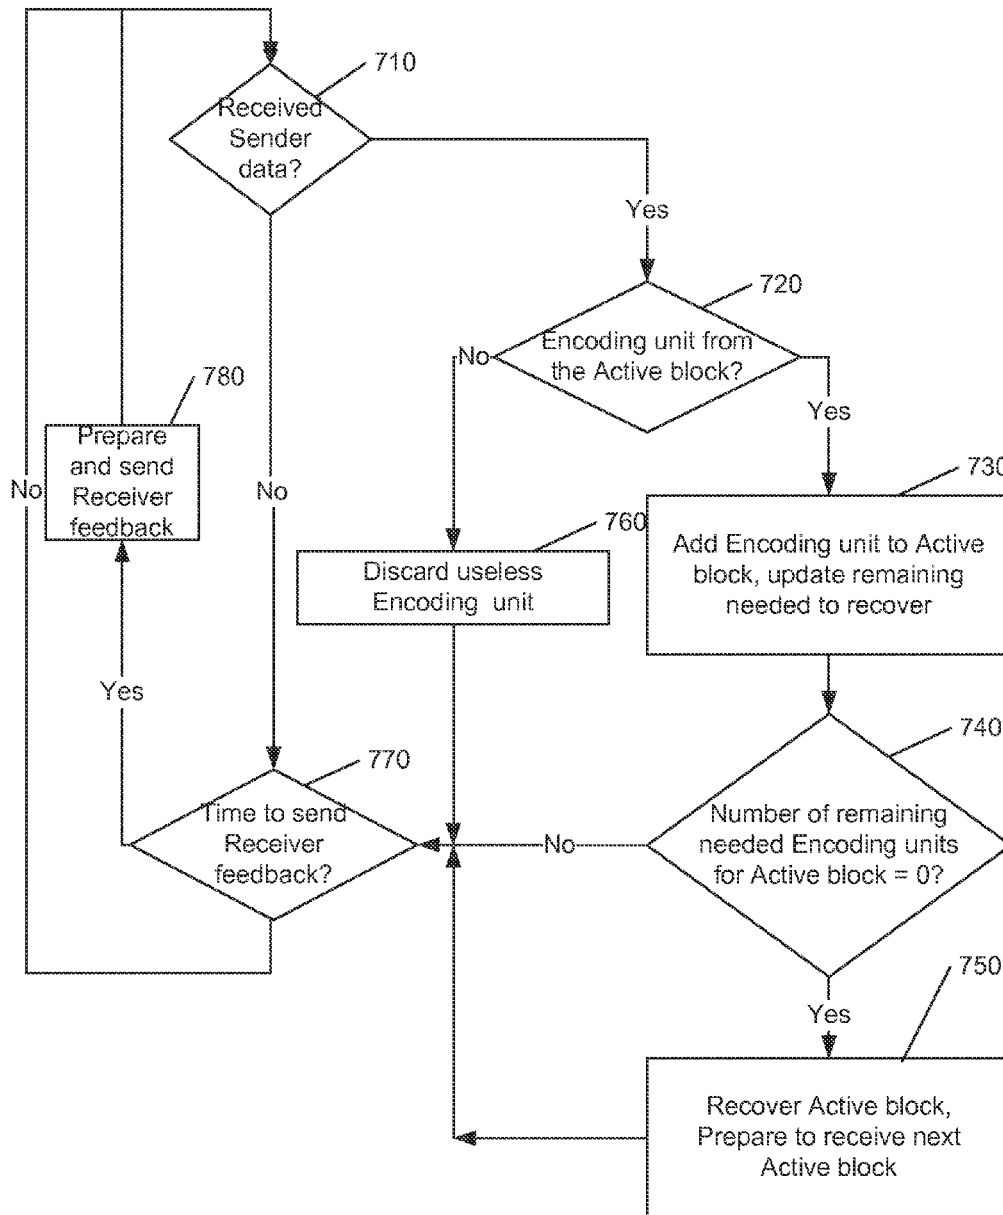 710
Received
Sender
data?
Yes
720
Encoding unit from
the Active block?
No
Yes
780
Prepare
and send
Receiver
feedback
No
No
730
760
Discard useless
Encoding unit
Add Encoding unit to Active
block, update remaining
needed to recover
Yes
770
Time to send
Receiver
feedback?
740
Number of remaining
needed Encoding units
for Active block = 0?
No
Yes
750
Recover Active block,
Prepare to receive next
Active block